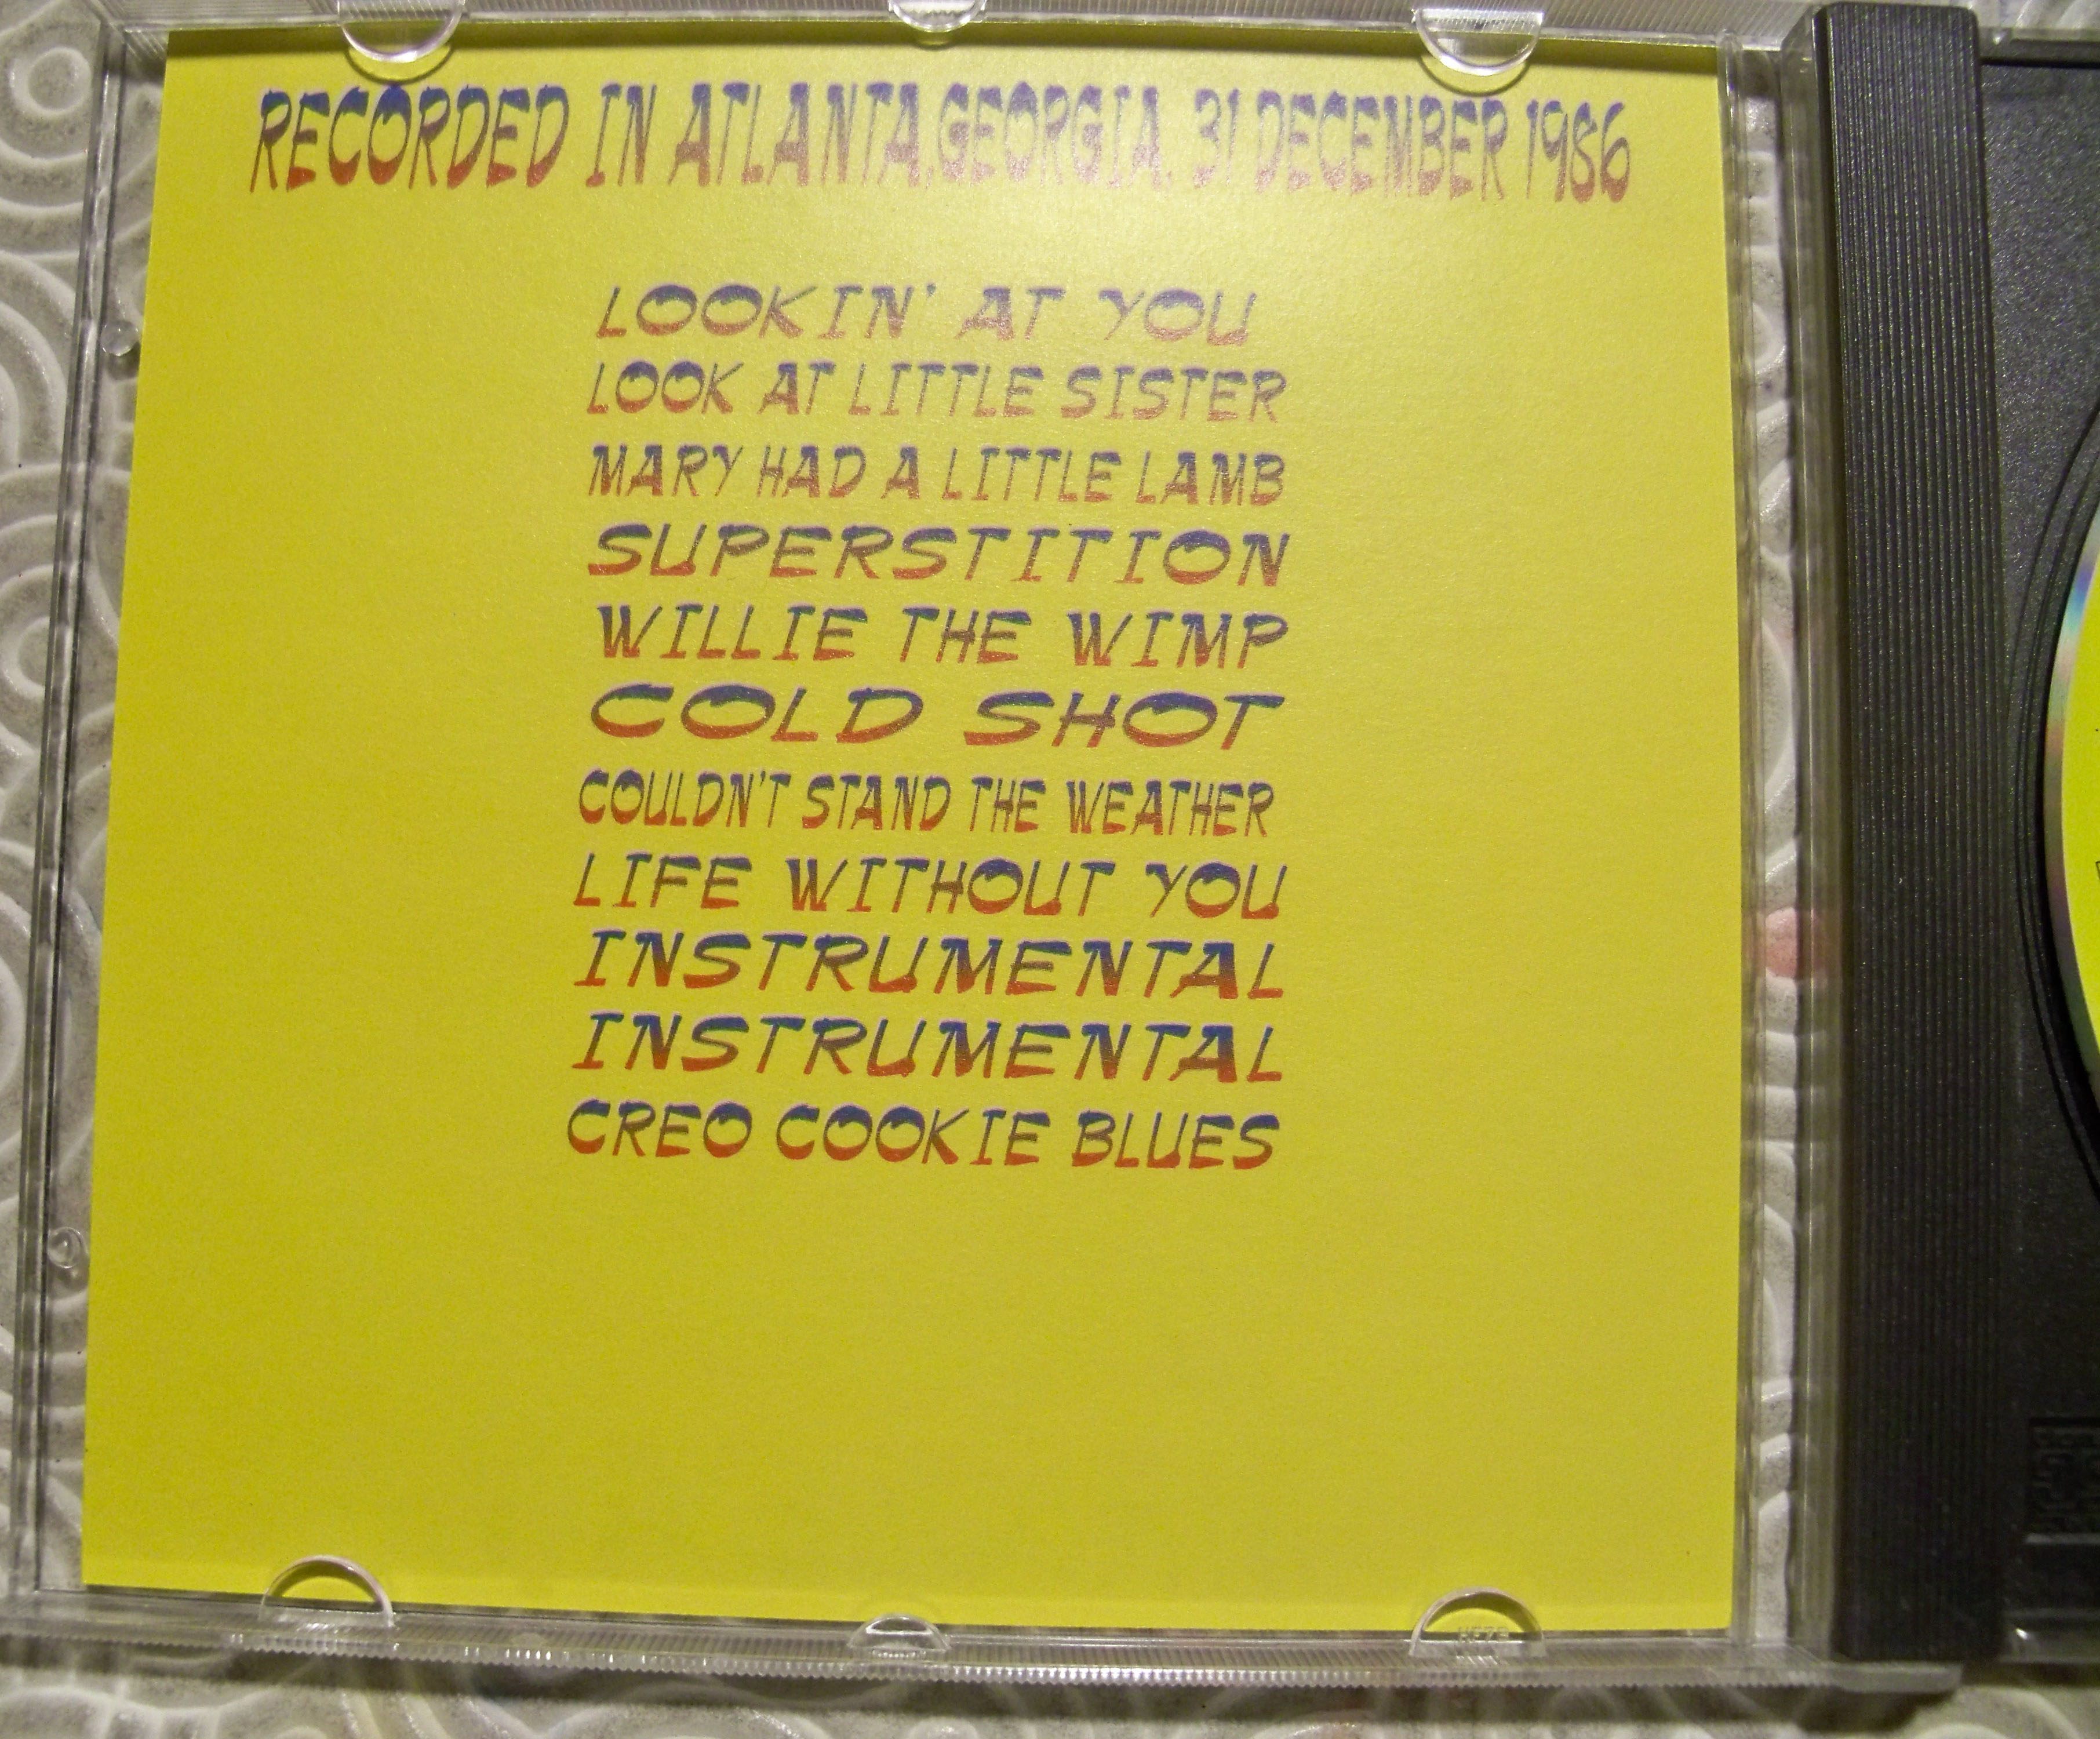 RECORDED IN ATLANTA,GEORGIA, 31 DECEMBER 1986
LOOKIN' AT YOU
LOOK AT LITTLE SISTER
MARY HAD A LITTLE LAMB
SUPERSTITION
WILLIE THE WIMP
COLD SHOT
COULDN'T STAND THE WEATHER
LIFE WITHOUT YOU
INSTRUMENTAL
INSTRUMENTAL
CREO COOKIE BLUES